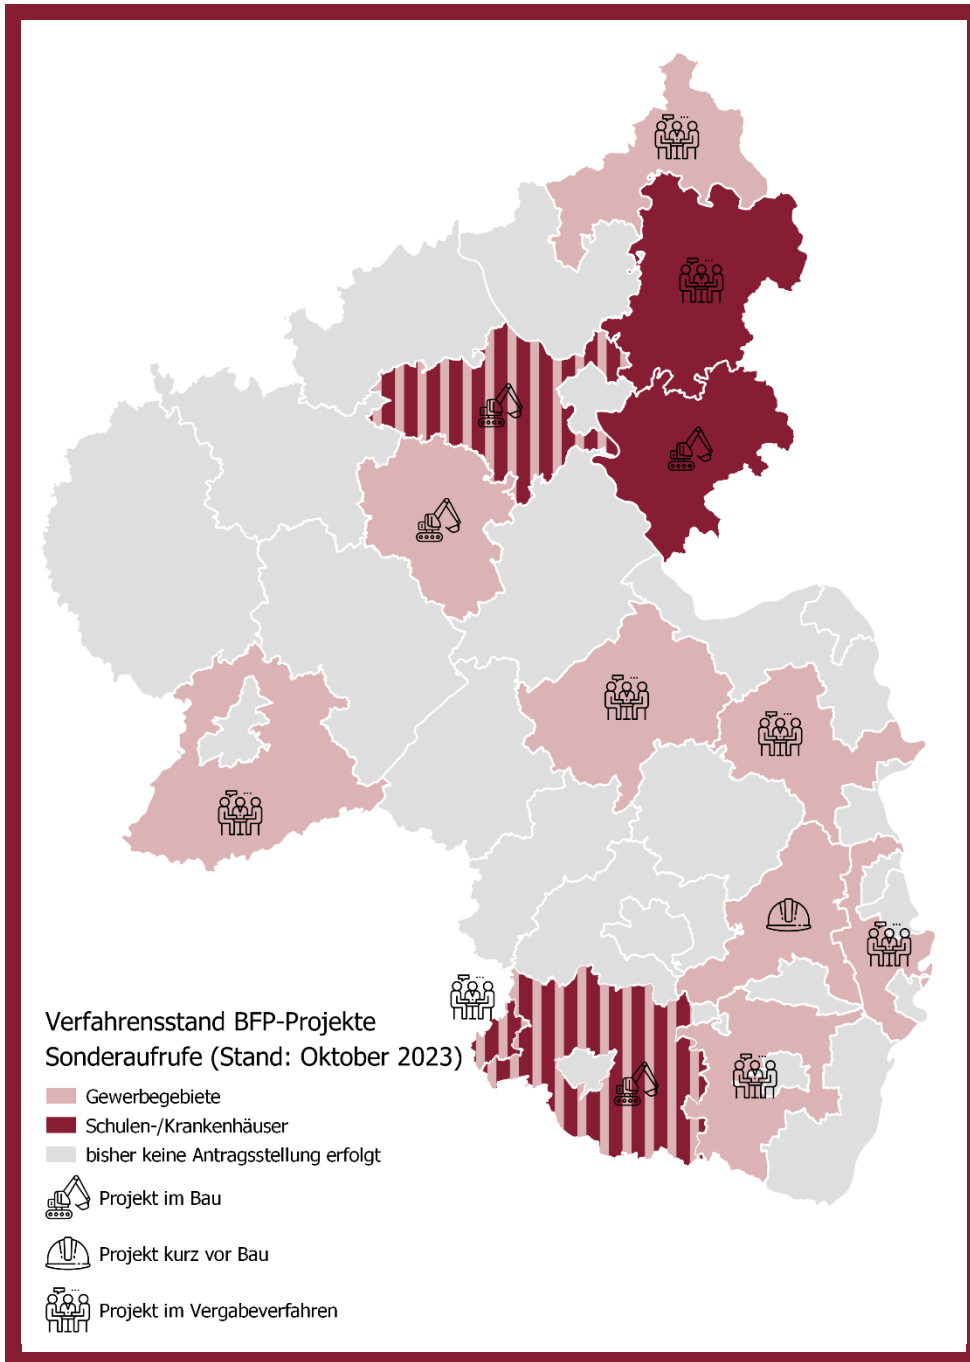 Verfahrensstand BFP-Projekte
Sonderaufrufe (Stand: Oktober 2023)
Gewerbegebiete
Schulen-/Krankenhäuser
bisher keine Antragsstellung erfolgt
Projekt im Bau
Projekt kurz vor Bau
Projekt im Vergabeverfahren